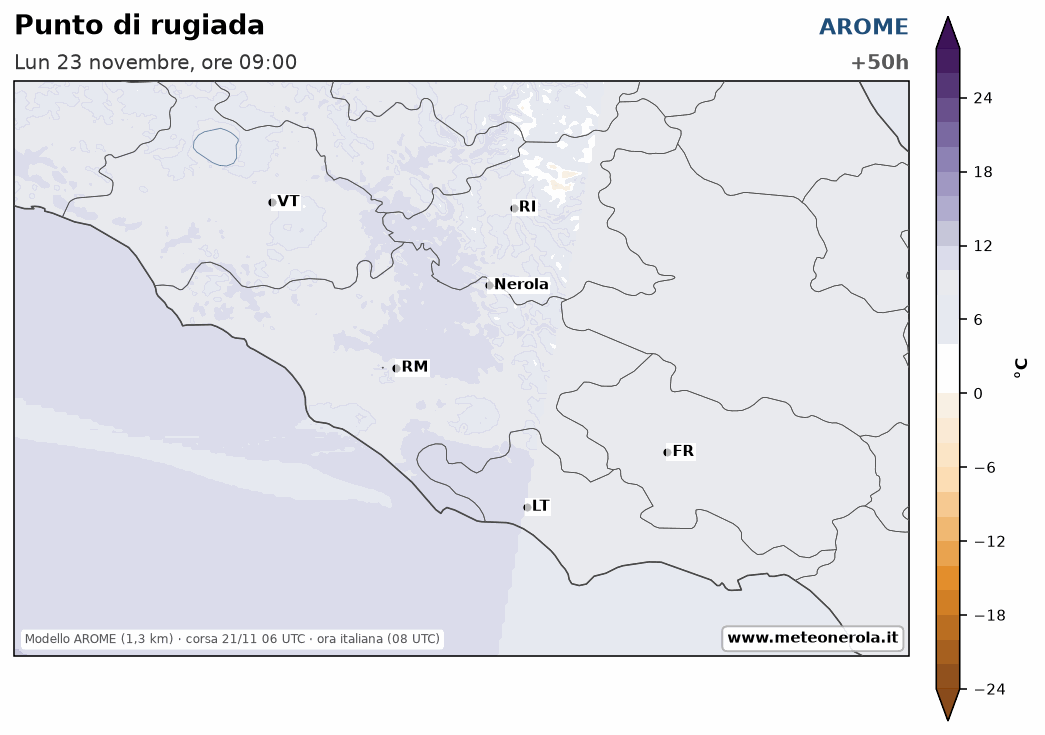 Punto di rugiada
AROME
Lun 23 novembre, ore 09:00
+50h
24
18
VT
RI
12
Nerola
6
RM
°C
0
FR
−6
LT
−12
−18
Modello AROME (1,3 km) · corsa 21/11 06 UTC · ora italiana (08 UTC)
www.meteonerola.it
−24